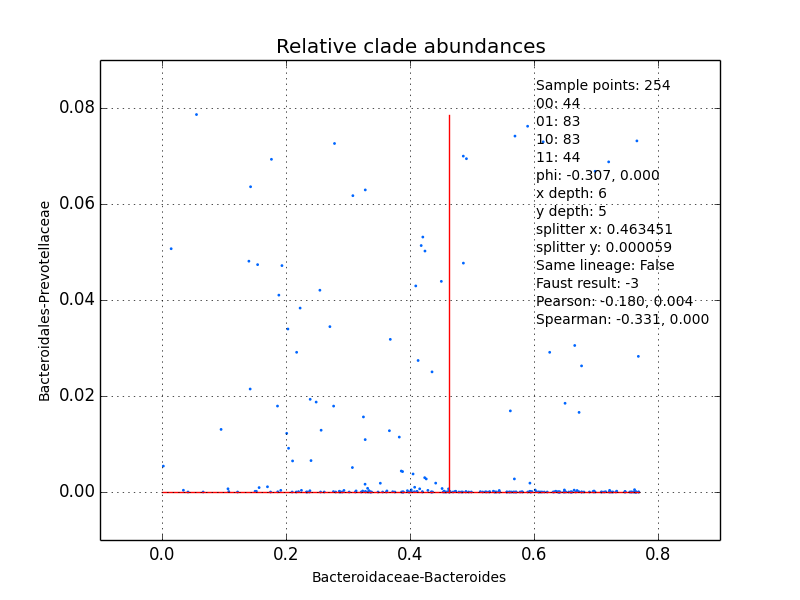 Relative clade abundances
Sample points: 254
00: 44
01: 83
10: 83
11: 44
phi: -0.307, 0.000
x depth: 6
y depth: 5
splitter x: 0.463451
splitter y: 0.000059
Same lineage: False
Faust result: -3
Pearson: -0.180, 0.004
Spearman: -0.331, 0.000
0.08
0.06
0.04
0.02
0.00
Bacteroidales-Prevotellaceae
0.0 0.2 0.4 0.6 0.8
Bacteroidaceae-Bacteroides